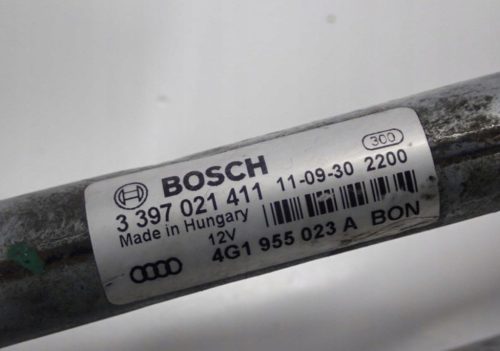 300
BOSCH
3 397 021 411 11-09-30 2200
Made in Hungary
12V
4G1 955 023 A BON